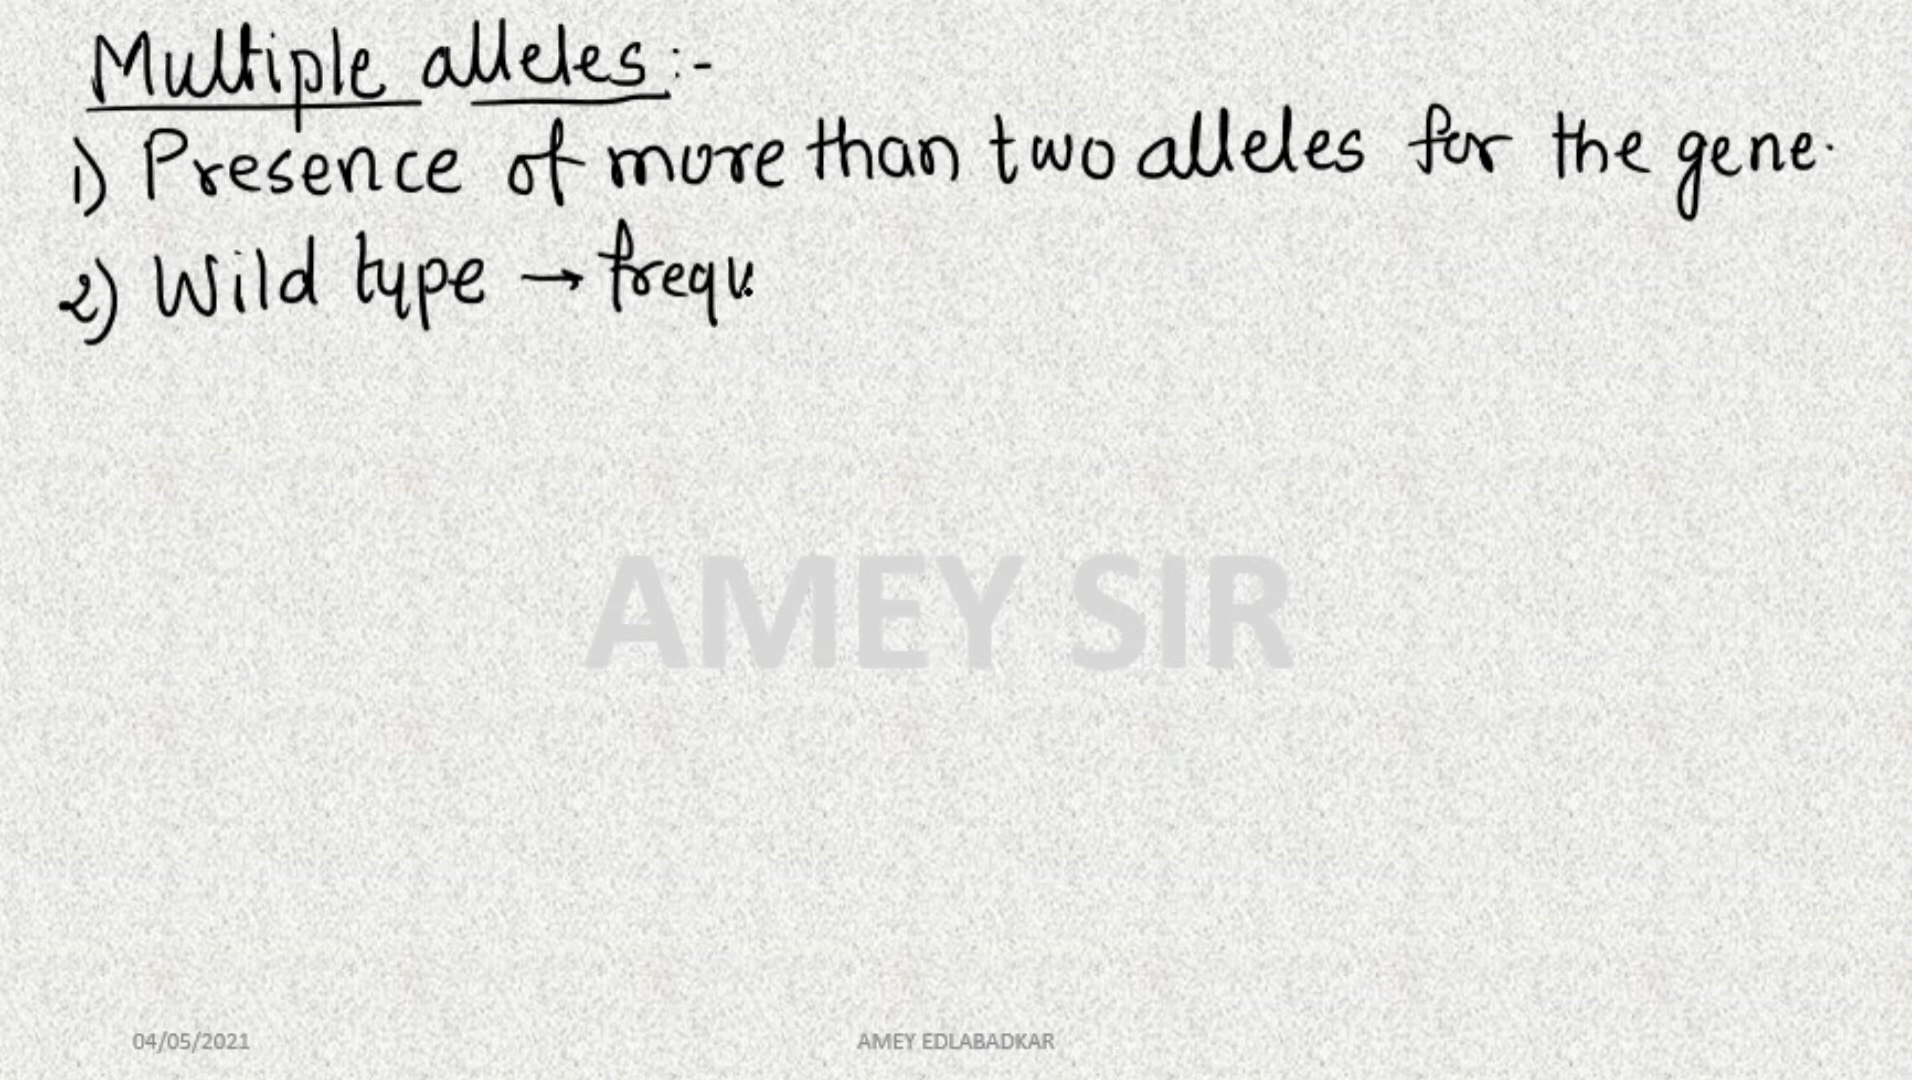 Multiple alleles:-
1) Presence of more than two alleles for the gene.
2) Wild type → frequ
AMEY SIR
04/05/2021
AMEY EDLABADKAR